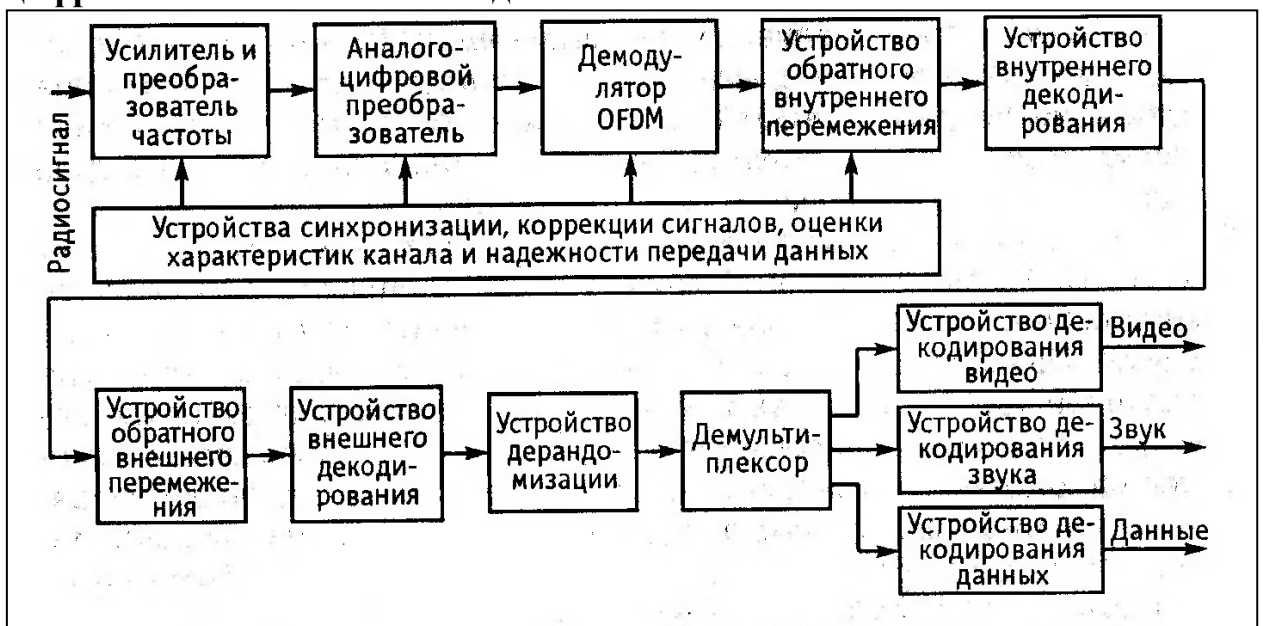 Усилитель и
преобра-
зователь
частоты
Аналого-
цифровой
преобра-
зователь
Демоду-
лятор
OFDM
Устройство
обратного
внутреннего
перемежения
Устройство
внутреннего
декоди-
рования
Радиосигнал
Устройства синхронизации, коррекции сигналов, оценки
характеристик канала и надежности передачи данных
Устройство
обратного
внешнего
перемеже-
ния
Устройство
внешнего
декоди-
рования
Устройство
дерандо-
мизации
Демульти-
плексор
Устройство де-
кодирования
видео
Видео
Устройство де-
кодирования
звука
Звук
Устройство де-
кодирования
данных
Данные